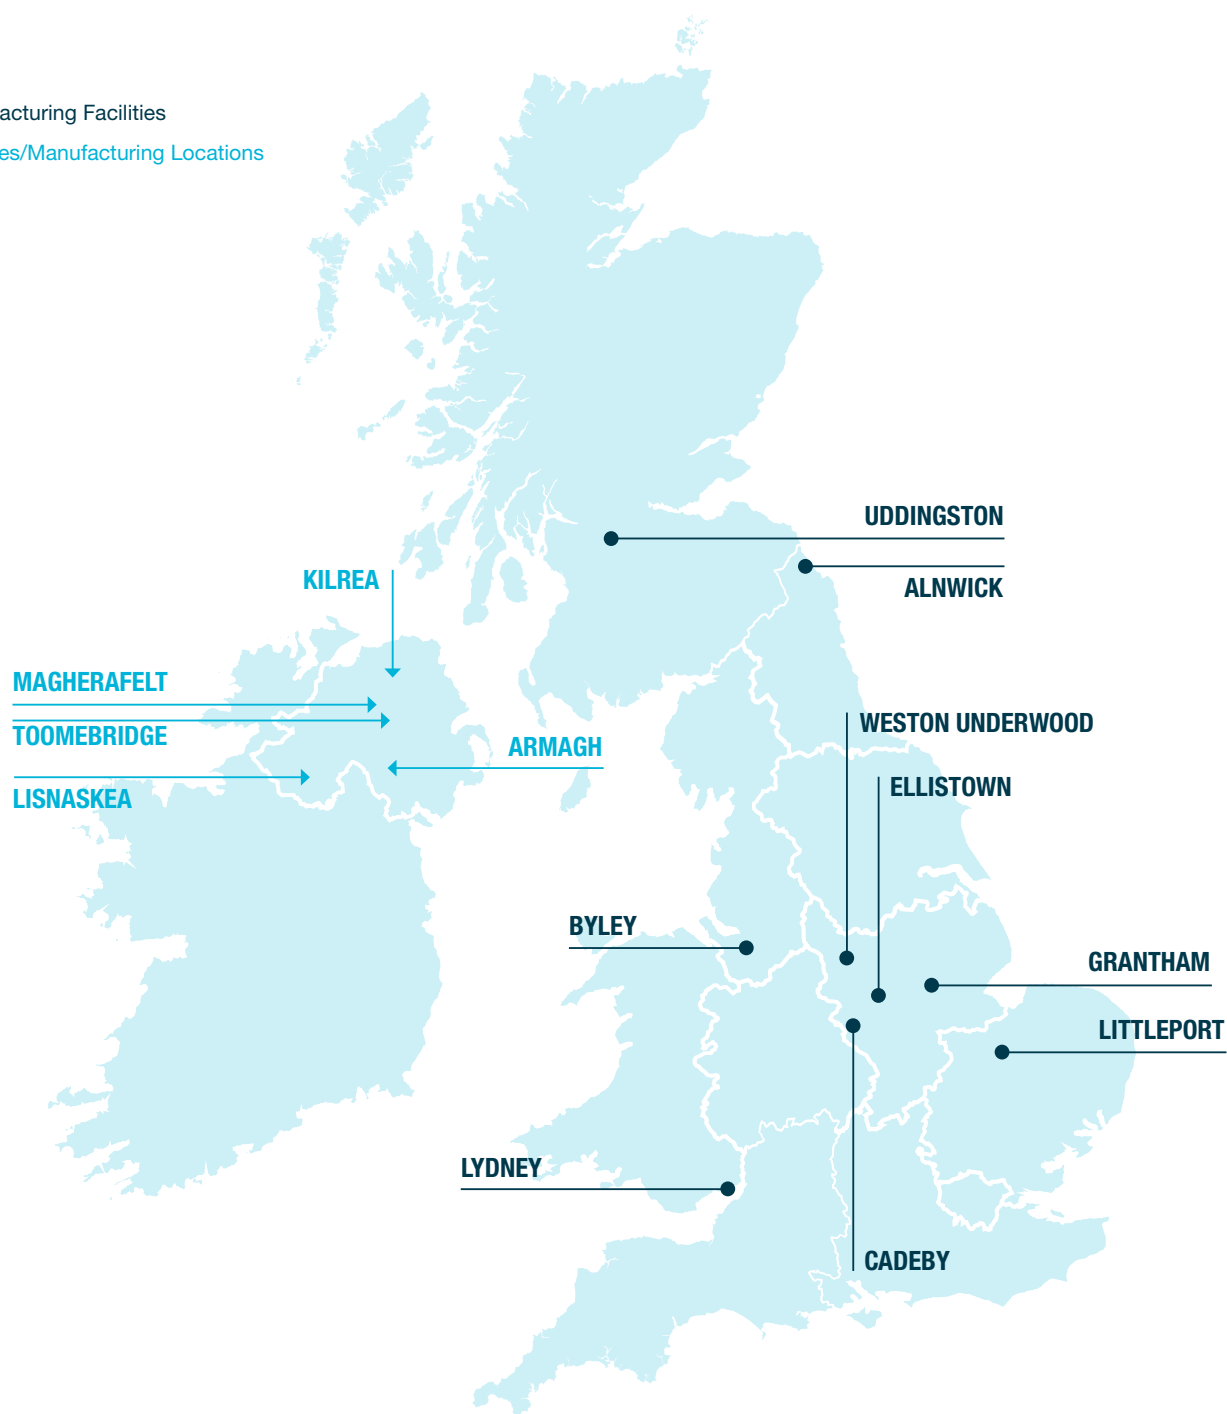 acturing Facilities
es/Manufacturing Locations
UDDINGSTON
ALNWICK
KILREA
MAGHERAFELT
TOOMEBRIDGE
ARMAGH
LISNASKEA
WESTON UNDERWOOD
ELLISTOWN
BYLEY
GRANTHAM
LITTLEPORT
LYDNEY
CADEBY